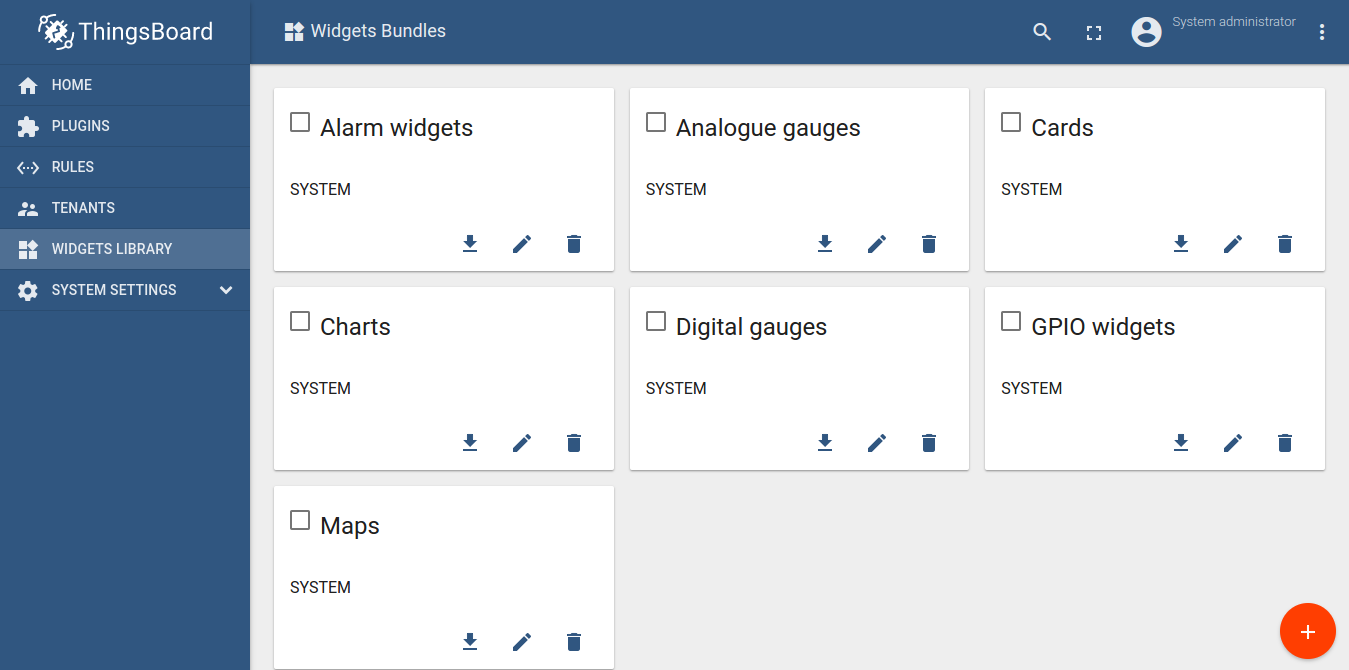 ThingsBoard
Widgets Bundles
System administrator
HOME
PLUGINS
RULES
TENANTS
WIDGETS LIBRARY
SYSTEM SETTINGS
Alarm widgets
SYSTEM
Analogue gauges
SYSTEM
Cards
SYSTEM
Charts
SYSTEM
Digital gauges
SYSTEM
GPIO widgets
SYSTEM
Maps
SYSTEM